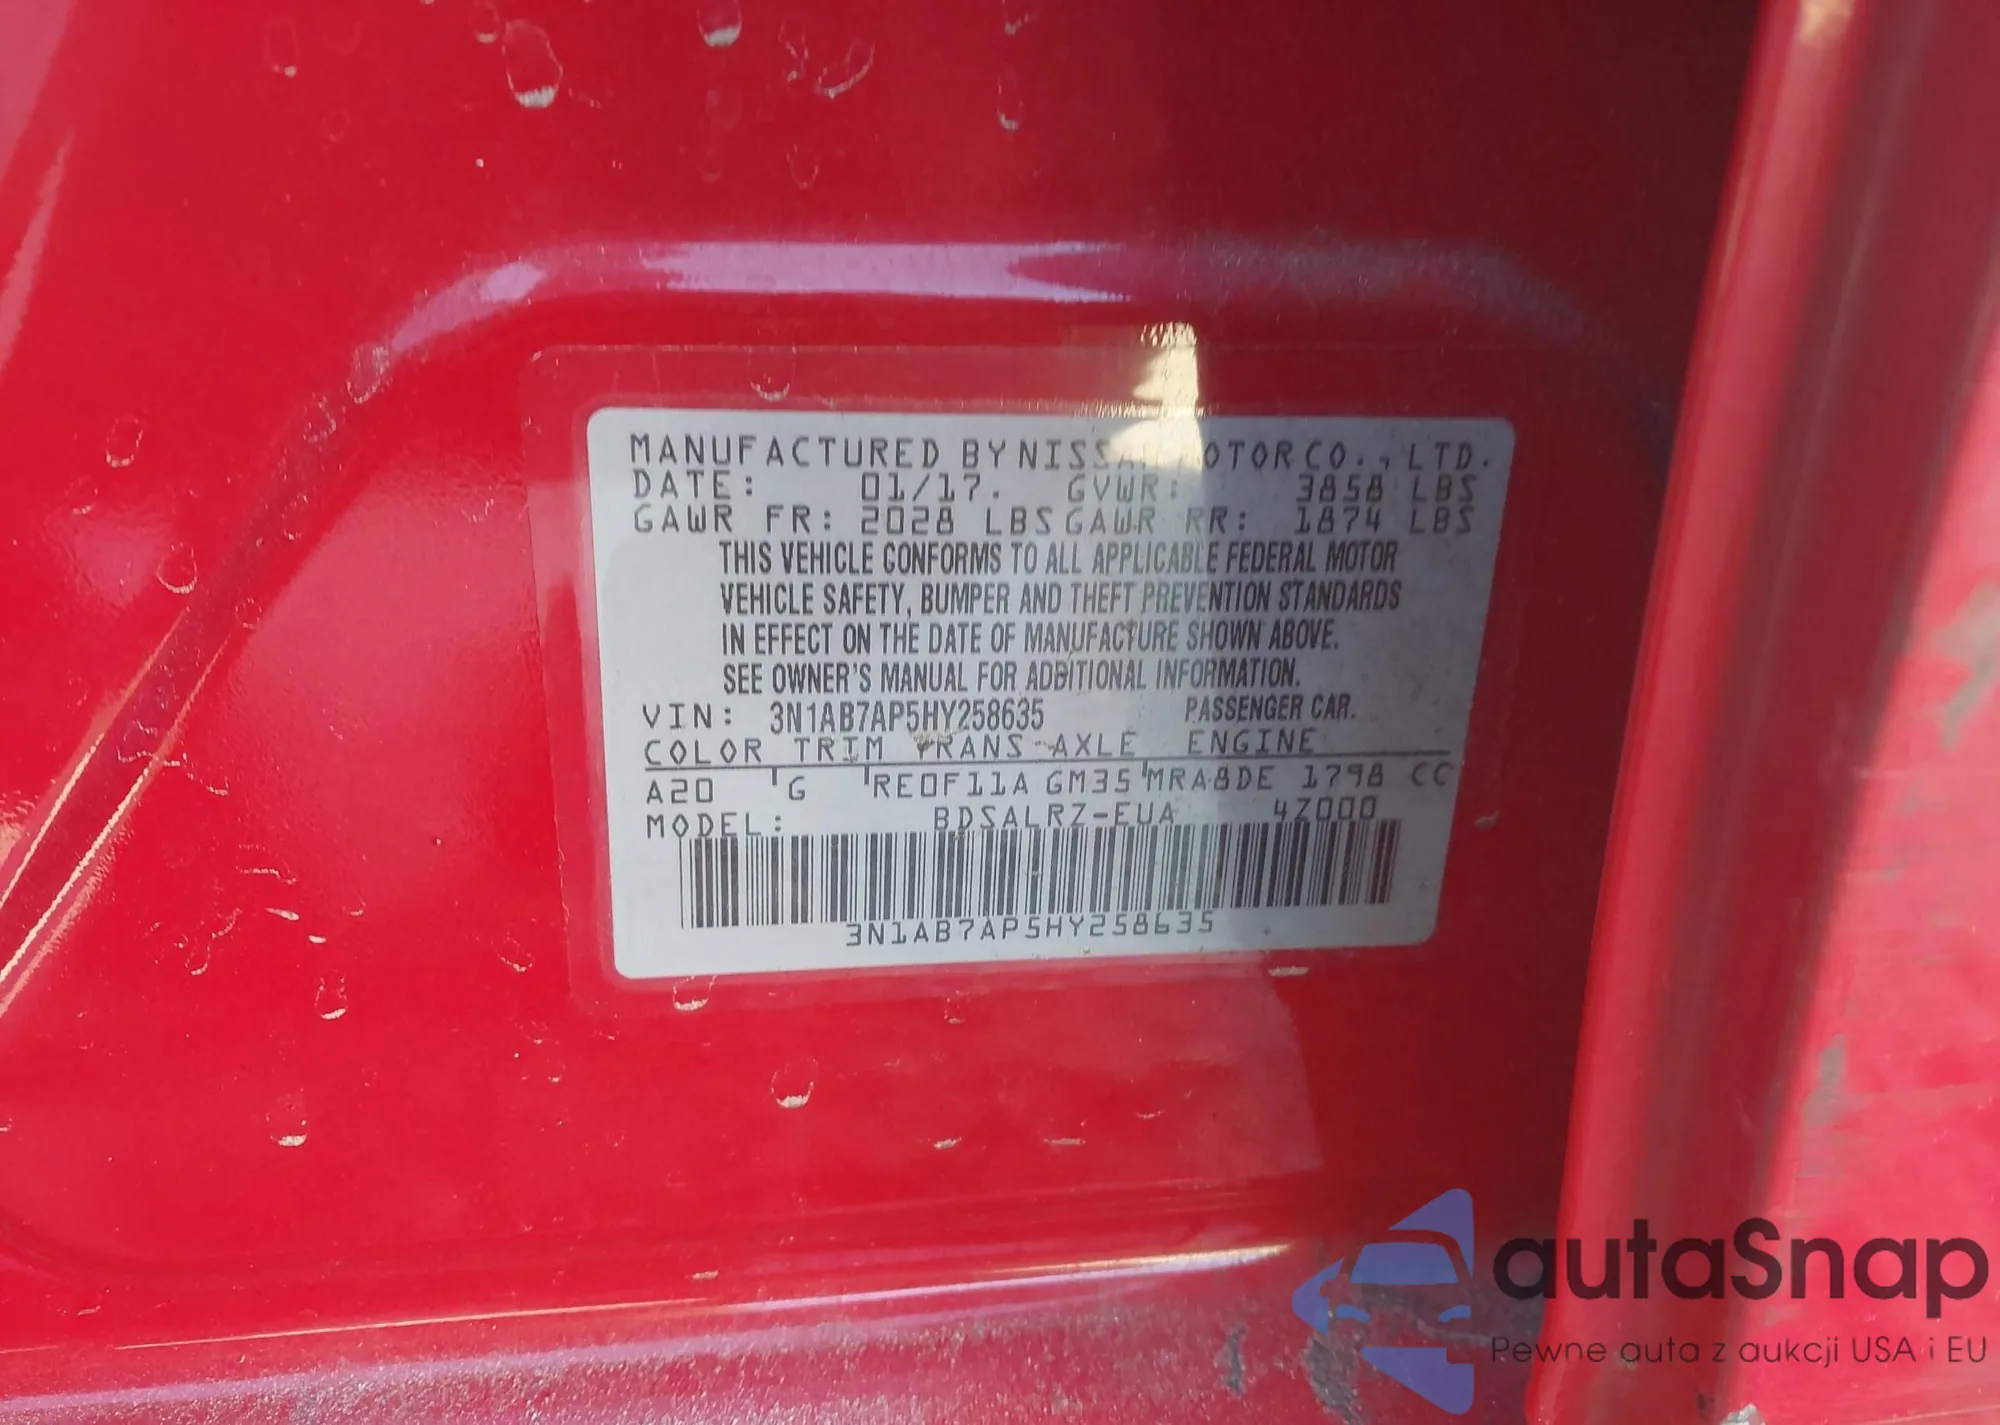 MANUFACTURED BY NISSAN MOTOR CO., LTD.
DATE: 01/17. GVWR: 3858 LBS
GAWR FR: 2028 LBS GAWR RR: 1874 LBS
THIS VEHICLE CONFORMS TO ALL APPLICABLE FEDERAL MOTOR
VEHICLE SAFETY, BUMPER AND THEFT PREVENTION STANDARDS
IN EFFECT ON THE DATE OF MANUFACTURE SHOWN ABOVE.
SEE OWNER'S MANUAL FOR ADDITIONAL INFORMATION.
VIN: 3N1AB7AP5HY258635 PASSENGER CAR.
COLOR TRIM TRANS AXLE ENGINE
A20 G RE0F11A GM35 MRA8DE 1798 CC
MODEL: BDSALRZ-EUA 4Z000
3N1AB7AP5HY258635
autaSnap
Pewne auta z aukcji USA i EU